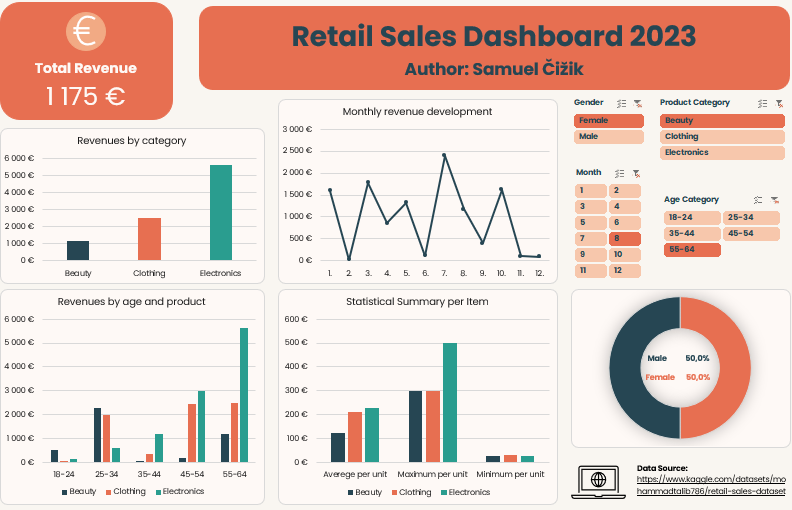 €
Total Revenue
1 175 €
Retail Sales Dashboard 2023
Author: Samuel Čižik
Revenues by category
6 000 €
5 000 €
4 000 €
3 000 €
2 000 €
1 000 €
0 €
Beauty Clothing Electronics
Monthly revenue development
3 000 €
2 500 €
2 000 €
1 500 €
1 000 €
500 €
0 €
1. 2. 3. 4. 5. 6. 7. 8. 9. 10. 11. 12.
Gender
Female
Male
Product Category
Beauty
Clothing
Electronics
Month
1 2
3 4
5 6
7 8
9 10
11 12
Age Category
18-24 25-34
35-44 45-54
55-64
Revenues by age and product
6 000 €
5 000 €
4 000 €
3 000 €
2 000 €
1 000 €
0 €
18-24 25-34 35-44 45-54 55-64
Beauty Clothing Electronics
Statistical Summary per Item
600 €
500 €
400 €
300 €
200 €
100 €
0 €
Averege per unit Maximum per unit Minimum per unit
Beauty Clothing Electronics
Male 50,0%
Female 50,0%
Data Source:
https://www.kaggle.com/datasets/mo
hammadtalib786/retail-sales-dataset